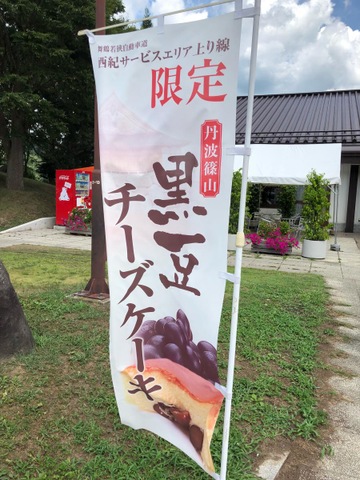 舞鶴若狭自動車道
西紀サービスエリア上り線
限定
丹波篠山
黒豆
チーズケーキ